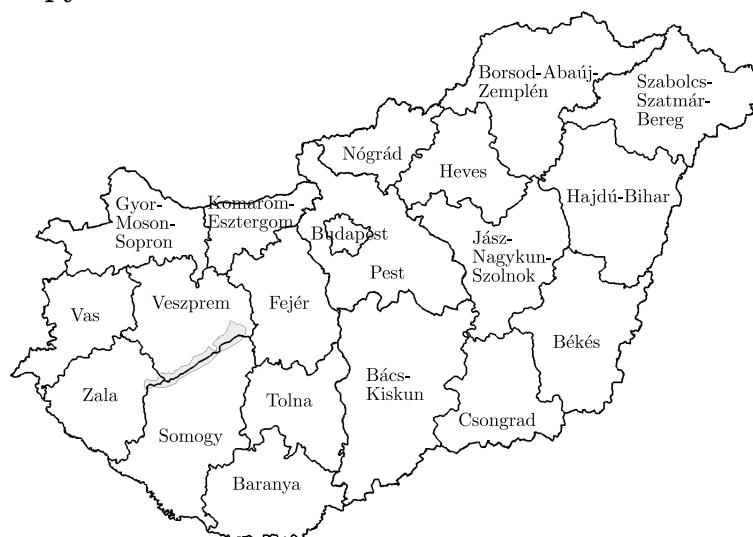 Borsod-Abaúj-
Zemplén
Szabolcs-
Szatmár-
Bereg
Nógrád
Heves
Hajdú-Bihar
Gyor-
Moson-
Sopron
Komárom-
Esztergom
Budapest
Jász-
Nagykun-
Szolnok
Pest
Vas
Veszprem
Fejér
Békés
Zala
Bács-
Kiskun
Tolna
Csongrad
Somogy
Baranya